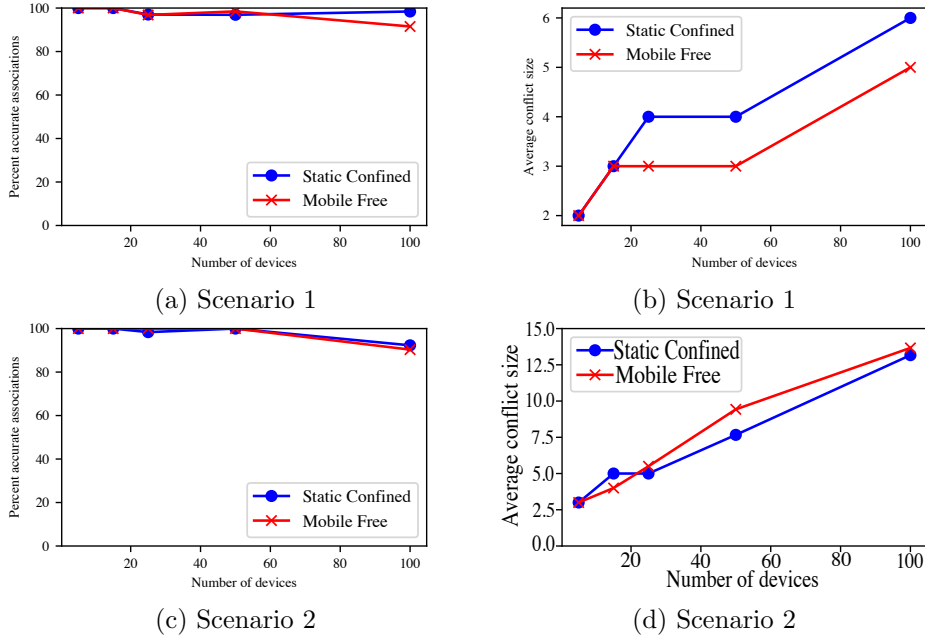 100
80
60
40
20
0
Percent accurate associations
Static Confined
Mobile Free
20 40 60 80 100
Number of devices
(a) Scenario 1
6
5
4
3
2
Average conflict size
Static Confined
Mobile Free
20 40 60 80 100
Number of devices
(b) Scenario 1
100
80
60
40
20
0
Percent accurate associations
Static Confined
Mobile Free
20 40 60 80 100
Number of devices
(c) Scenario 2
15.0
12.5
10.0
7.5
5.0
2.5
0.0
Average conflict size
Static Confined
Mobile Free
20 40 60 80 100
Number of devices
(d) Scenario 2